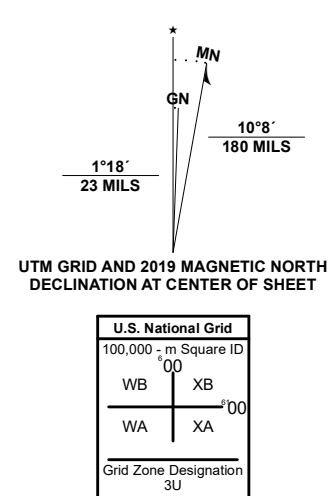 ★
MN
GN
10°8´
180 MILS
1°18´
23 MILS
UTM GRID AND 2019 MAGNETIC NORTH
DECLINATION AT CENTER OF SHEET
U.S. National Grid
100,000 - m Square ID
⁶00
WB XB
⁶¹00
WA XA
Grid Zone Designation
3U